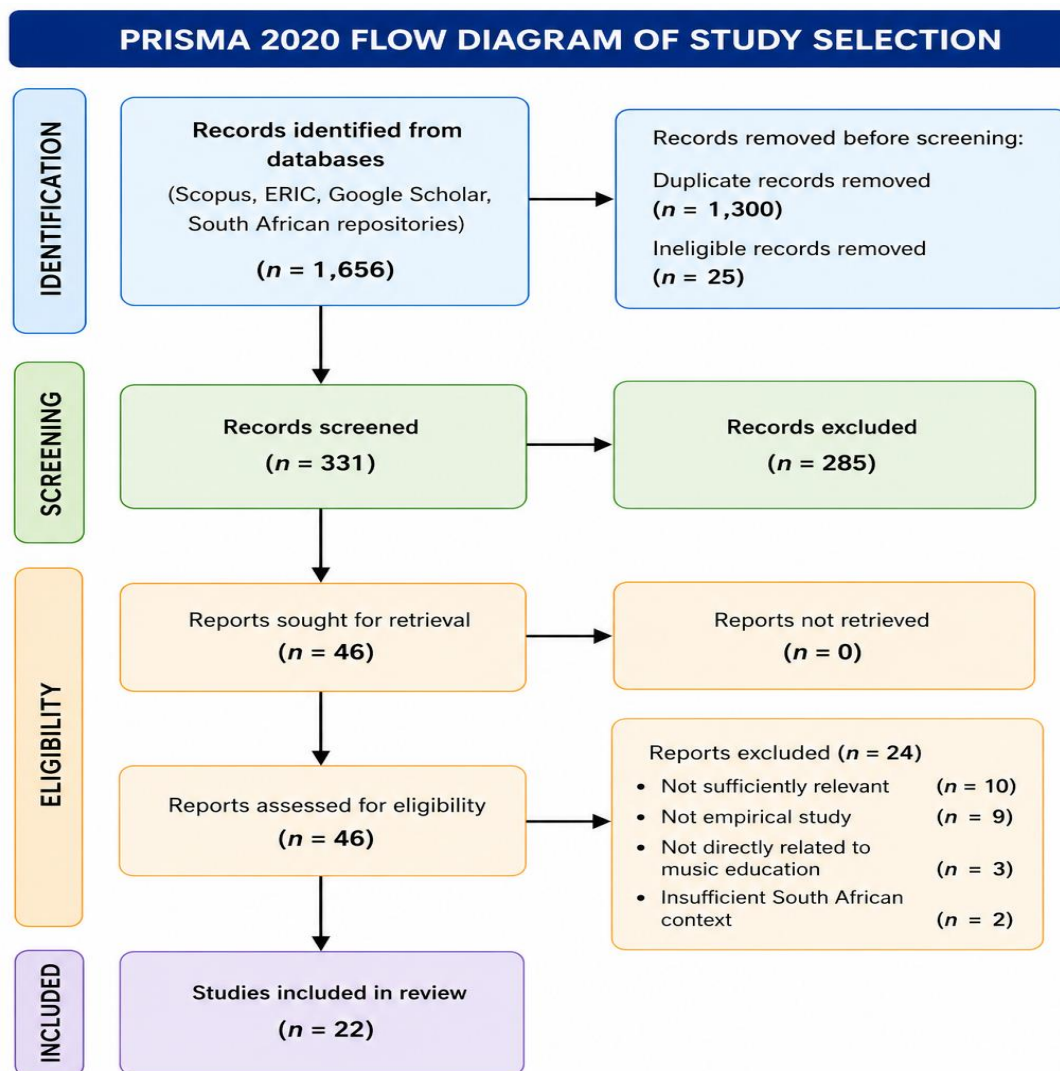 PRISMA 2020 FLOW DIAGRAM OF STUDY SELECTION
IDENTIFICATION
Records identified from
databases
(Scopus, ERIC, Google Scholar,
South African repositories)
(n = 1,656)
Records removed before screening:
Duplicate records removed
(n = 1,300)
Ineligible records removed
(n = 25)
SCREENING
Records screened
(n = 331)
Records excluded
(n = 285)
ELIGIBILITY
Reports sought for retrieval
(n = 46)
Reports not retrieved
(n = 0)
Reports assessed for eligibility
(n = 46)
Reports excluded (n = 24)
• Not sufficiently relevant (n = 10)
• Not empirical study (n = 9)
• Not directly related to
music education (n = 3)
• Insufficient South African
context (n = 2)
INCLUDED
Studies included in review
(n = 22)